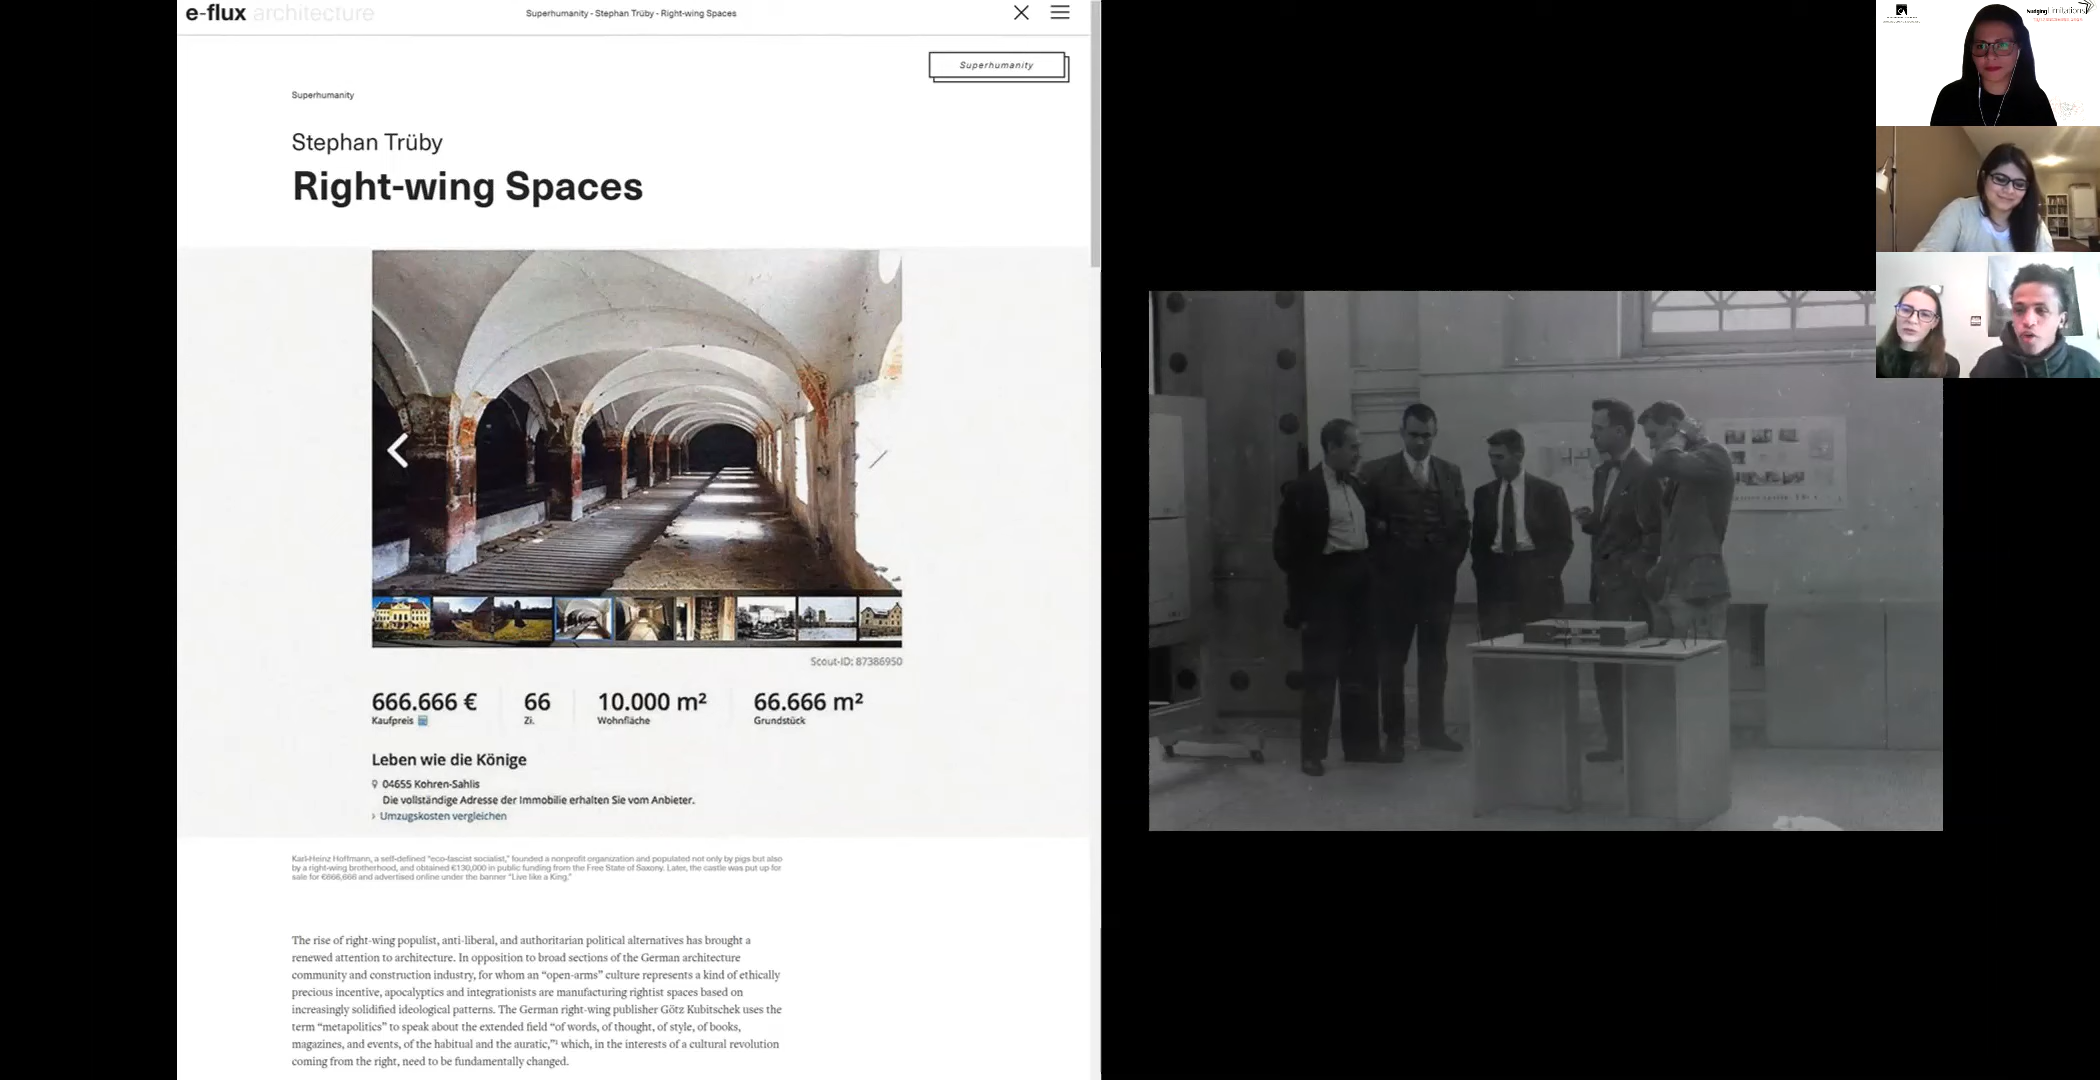 e-flux architecture
Superhumanity - Stephan Trüby - Right-wing Spaces
Superhumanity
Superhumanity
Stephan Trüby
Right-wing Spaces
Scout-ID: 87386950
666.666 €
Kaufpreis
66
Zi.
10.000 m²
Wohnfläche
66.666 m²
Grundstück
Leben wie die Könige
04655 Kohren-Sahlis
Die vollständige Adresse der Immobilie erhalten Sie vom Anbieter.
› Umzugskosten vergleichen
Karl-Heinz Hoffmann, a self-defined "eco-fascist socialist," founded a nonprofit organization and populated not only by pigs but also
by a right-wing brotherhood, and obtained €130,000 in public funding from the Free State of Saxony. Later, the castle was put up for
sale for €666,666 and advertised online under the banner "Live like a King."
The rise of right-wing populist, anti-liberal, and authoritarian political alternatives has brought a
renewed attention to architecture. In opposition to broad sections of the German architecture
community and construction industry, for whom an “open-arms” culture represents a kind of ethically
precious incentive, apocalyptics and integrationists are manufacturing rightist spaces based on
increasingly solidified ideological patterns. The German right-wing publisher Götz Kubitschek uses the
term “metapolitics” to speak about the extended field “of words, of thought, of style, of books,
magazines, and events, of the habitual and the auratic,”¹ which, in the interests of a cultural revolution
coming from the right, need to be fundamentally changed.
Nudging Limitations